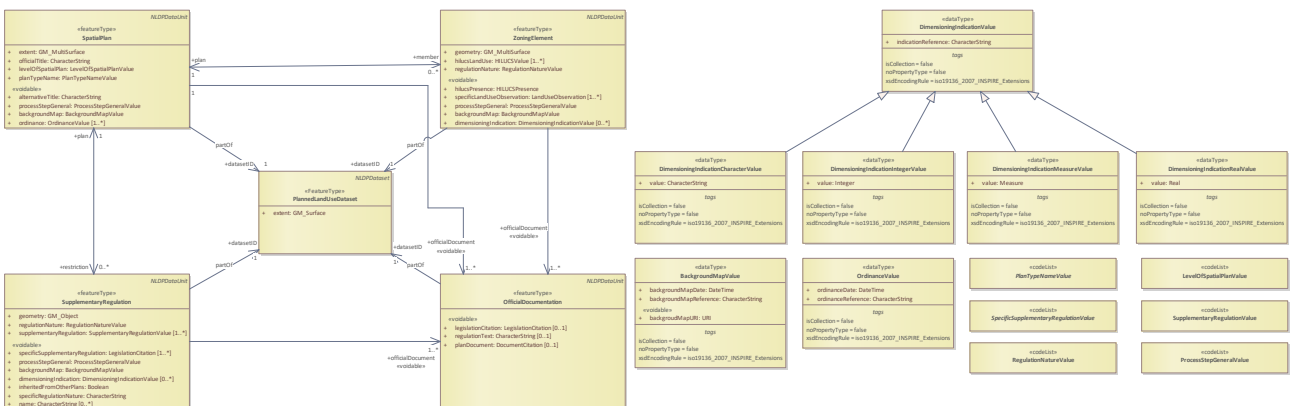 NLDPDataUnit
«featureType»
SpatialPlan
+ extent: GM_MultiSurface
+ officialTitle: CharacterString
+ levelOfSpatialPlan: LevelOfSpatialPlanValue
+ planTypeName: PlanTypeNameValue
«voidable»
+ alternativeTitle: CharacterString
+ processStepGeneral: ProcessStepGeneralValue
+ backgroundMap: BackgroundMapValue
+ ordinance: OrdinanceValue [1..*]
+plan
1
1
+member
0..*
NLDPDataUnit
«featureType»
ZoningElement
+ geometry: GM_MultiSurface
+ hilucsLandUse: HILUCSValue [1..*]
+ regulationNature: RegulationNatureValue
«voidable»
+ hilucsPresence: HILUCSPresence
+ specificLandUseObservation: LandUseObservation [1..*]
+ processStepGeneral: ProcessStepGeneralValue
+ backgroundMap: BackgroundMapValue
+ dimensioningIndication: DimensioningIndicationValue [0..*]
+plan
1
partOf
+datasetID
1
partOf
+datasetID
1
NLDPDataset
«FeatureType»
PlannedLandUseDataset
+ extent: GM_Surface
+datasetID
1
partOf
+datasetID
1
partOf
+officialDocument
«voidable»
1..*
+officialDocument
«voidable»
1..*
+restriction
0..*
NLDPDataUnit
«featureType»
SupplementaryRegulation
+ geometry: GM_Object
+ regulationNature: RegulationNatureValue
+ supplementaryRegulation: SupplementaryRegulationValue [1..*]
«voidable»
+ specificSupplementaryRegulation: LegislationCitation [1..*]
+ processStepGeneral: ProcessStepGeneralValue
+ backgroundMap: BackgroundMapValue
+ dimensioningIndication: DimensioningIndicationValue [0..*]
+ inheritedFromOtherPlans: Boolean
+ specificRegulationNature: CharacterString
+ name: CharacterString [0..*]
1..*
+officialDocument
«voidable»
NLDPDataUnit
«featureType»
OfficialDocumentation
«voidable»
+ legislationCitation: LegislationCitation [0..1]
+ regulationText: CharacterString [0..1]
+ planDocument: DocumentCitation [0..1]
«dataType»
DimensioningIndicationValue
+ indicationReference: CharacterString
tags
isCollection = false
noPropertyType = false
xsdEncodingRule = iso19136_2007_INSPIRE_Extensions
«dataType»
DimensioningIndicationCharacterValue
+ value: CharacterString
tags
isCollection = false
noPropertyType = false
xsdEncodingRule = iso19136_2007_INSPIRE_Extensions
«dataType»
DimensioningIndicationIntegerValue
+ value: Integer
tags
isCollection = false
noPropertyType = false
xsdEncodingRule = iso19136_2007_INSPIRE_Extensions
«dataType»
DimensioningIndicationMeasureValue
+ value: Measure
tags
isCollection = false
noPropertyType = false
xsdEncodingRule = iso19136_2007_INSPIRE_Extensions
«dataType»
DimensioningIndicationRealValue
+ value: Real
tags
isCollection = false
noPropertyType = false
xsdEncodingRule = iso19136_2007_INSPIRE_Extensions
«dataType»
BackgroundMapValue
+ backgroundMapDate: DateTime
+ backgroundMapReference: CharacterString
«voidable»
+ backgroudMapURI: URI
tags
isCollection = false
noPropertyType = false
xsdEncodingRule = iso19136_2007_INSPIRE_Extensions
«dataType»
OrdinanceValue
+ ordinanceDate: DateTime
+ ordinanceReference: CharacterString
tags
isCollection = false
noPropertyType = false
xsdEncodingRule = iso19136_2007_INSPIRE_Extensions
«codeList»
PlanTypeNameValue
«codeList»
LevelOfSpatialPlanValue
«codeList»
SpecificSupplementaryRegulationValue
«codeList»
SupplementaryRegulationValue
«codeList»
RegulationNatureValue
«codeList»
ProcessStepGeneralValue